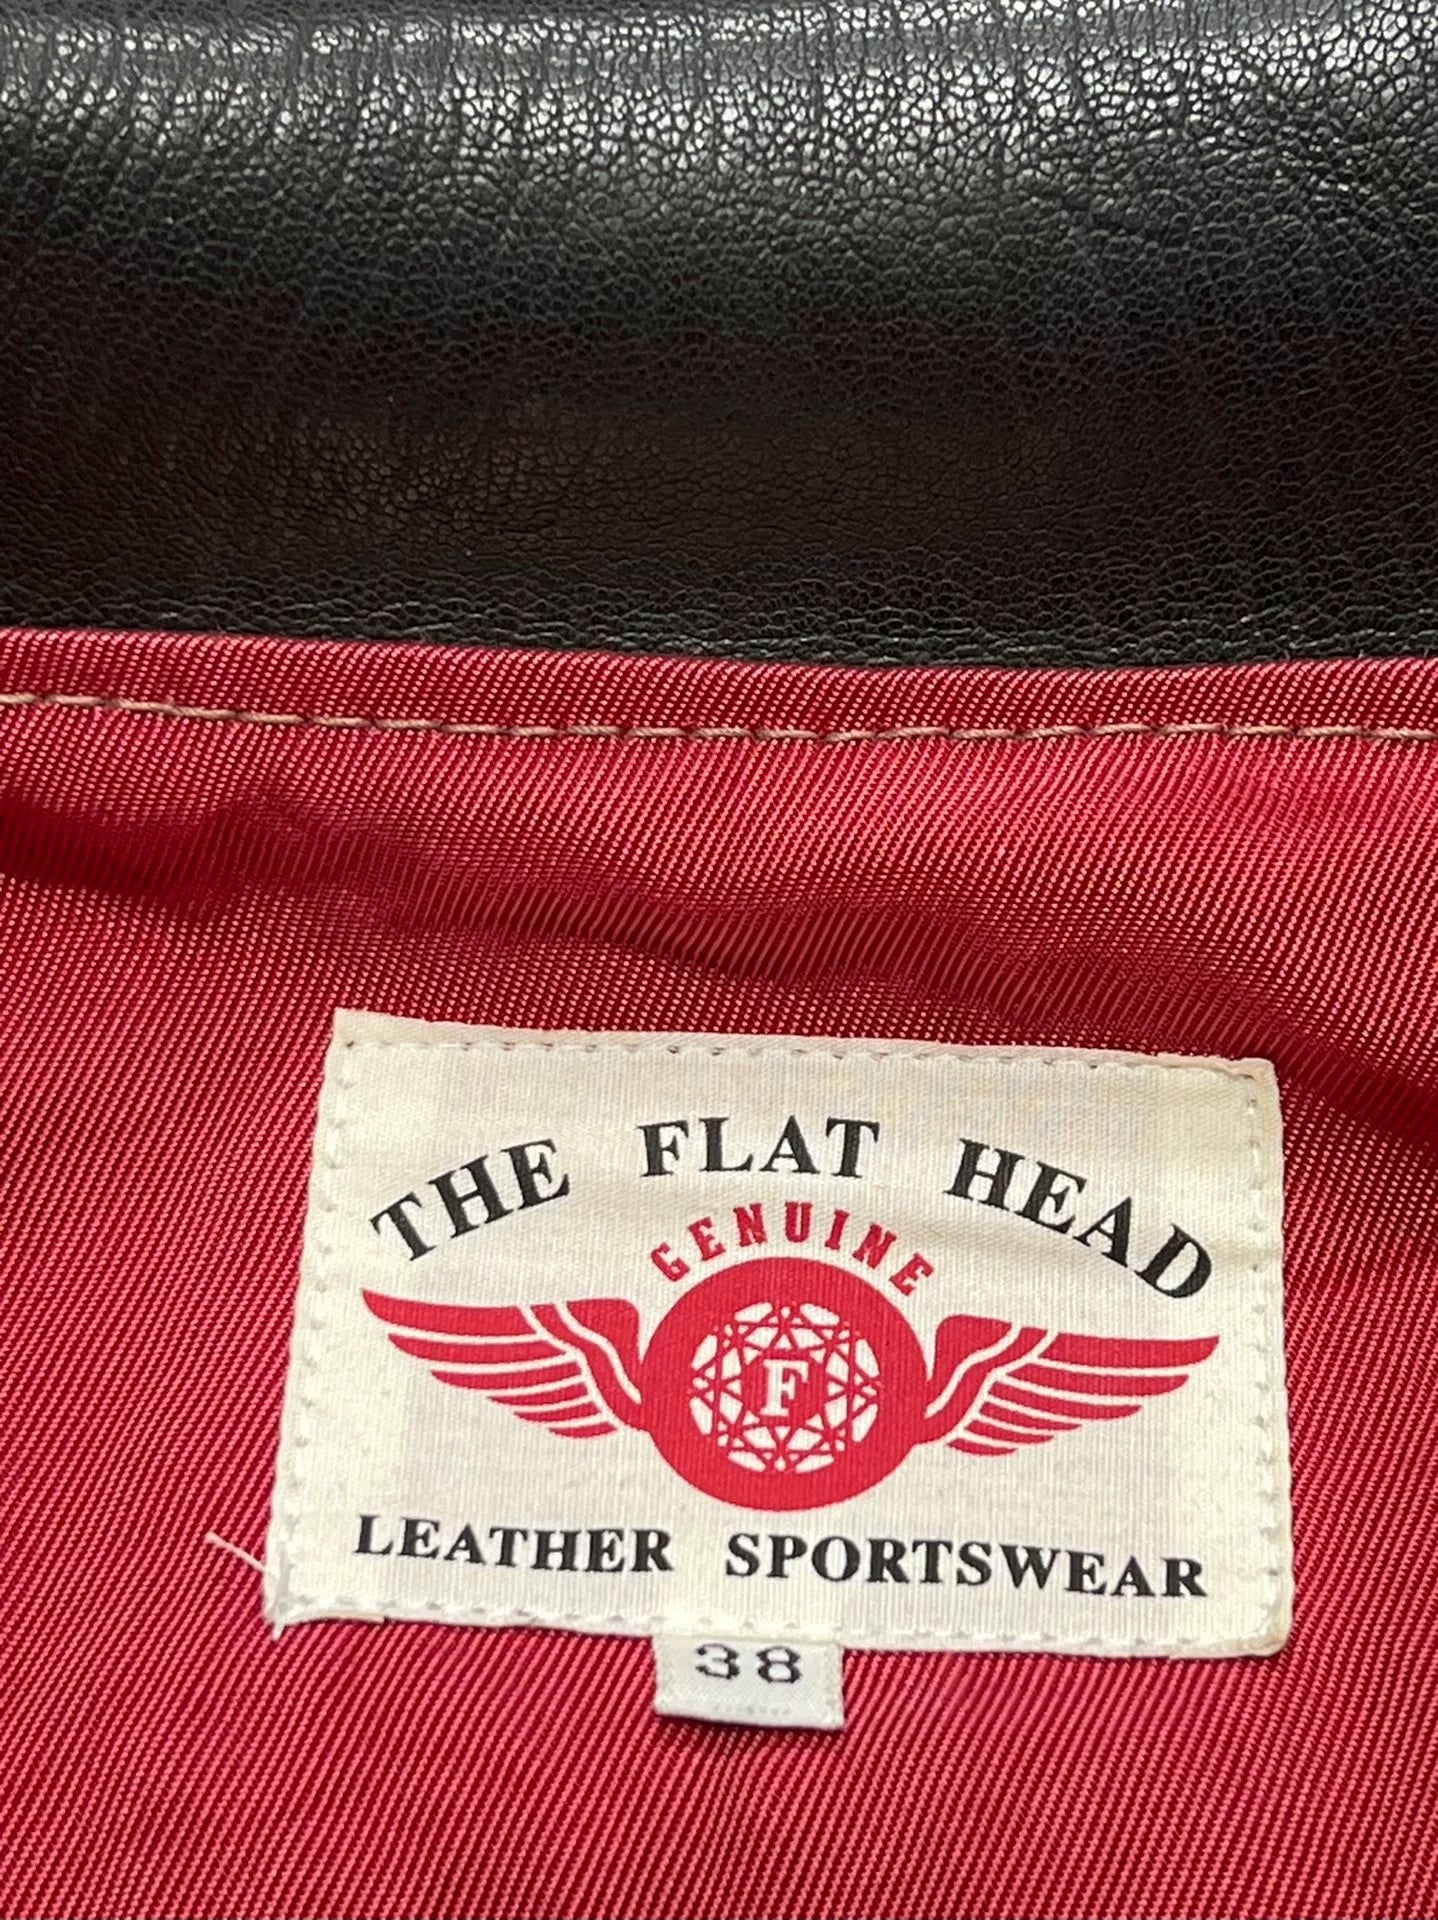 THE FLAT HEAD
GENUINE
F
LEATHER SPORTSWEAR
38